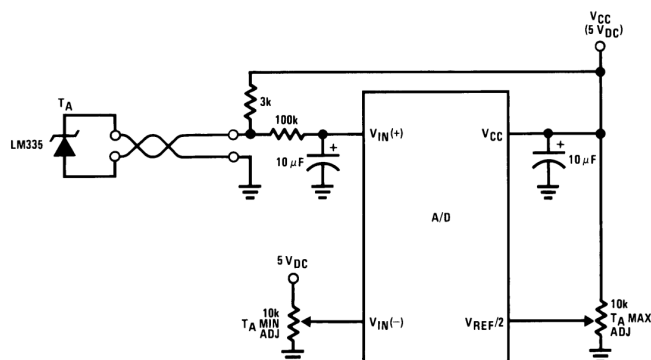 VCC
(5 VDC)
TA
LM335
3k
100k
VIN(+)
+
10 μF
VCC
+
10 μF
A/D
5 VDC
10k
TA MIN
ADJ
VIN(−)
VREF/2
10k
TA MAX
ADJ